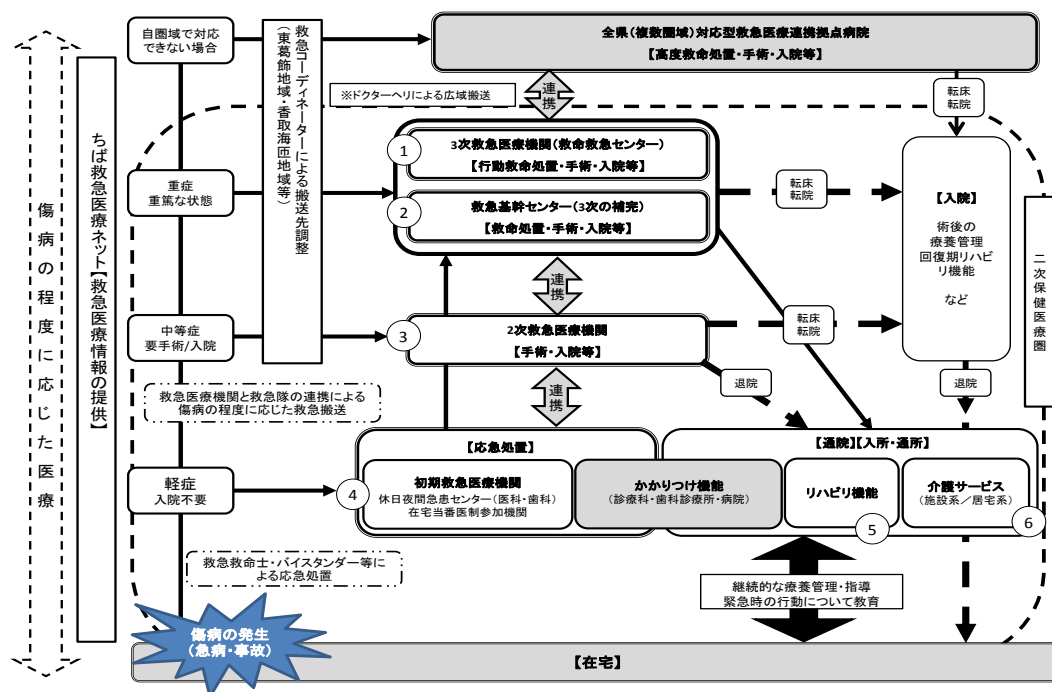 傷病の程度に応じた医療
ちば救急医療ネット【救急医療情報の提供】
自圏域で対応
できない場合
救急コーディネーターによる搬送先調整
（東葛飾地域・香取海匝地域等）
全県（複数圏域）対応型救急医療連携拠点病院
【高度救命処置・手術・入院等】
※ドクターヘリによる広域搬送
連携
転床
転院
1
3次救急医療機関（救命救急センター）
【行動救命処置・手術・入院等】
重症
重篤な状態
2
救急基幹センター（3次の補完）
【救命処置・手術・入院等】
転床
転院
【入院】
術後の
療養管理
回復期リハビ
リ機能
など
二次保健医療圏
連携
中等症
要手術/入院
3
2次救急医療機関
【手術・入院等】
転床
転院
救急医療機関と救急隊の連携による
傷病の程度に応じた救急搬送
連携
退院
退院
【応急処置】
【通院】【入所・通所】
軽症
入院不要
4
初期救急医療機関
休日夜間急患センター（医科・歯科）
在宅当番医制参加機関
かかりつけ機能
（診療科・歯科診療所・病院）
リハビリ機能
5
介護サービス
（施設系／居宅系）
6
救急救命士・バイスタンダー等に
よる応急処置
継続的な療養管理・指導
緊急時の行動について教育
傷病の発生
（急病・事故）
【在宅】